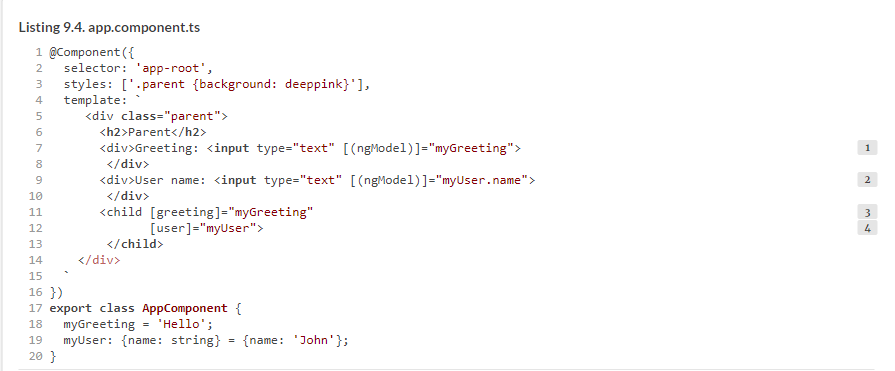 Listing 9.4. app.component.ts
1 @Component({
2   selector: 'app-root',
3   styles: ['.parent {background: deeppink}'],
4   template: `
5      <div class="parent">
6        <h2>Parent</h2>
7        <div>Greeting: <input type="text" [(ngModel)]="myGreeting"> 1
8         </div>
9        <div>User name: <input type="text" [(ngModel)]="myUser.name"> 2
10         </div>
11        <child [greeting]="myGreeting" 3
12               [user]="myUser"> 4
13         </child>
14     </div>
15   `
16 })
17 export class AppComponent {
18   myGreeting = 'Hello';
19   myUser: {name: string} = {name: 'John'};
20 }